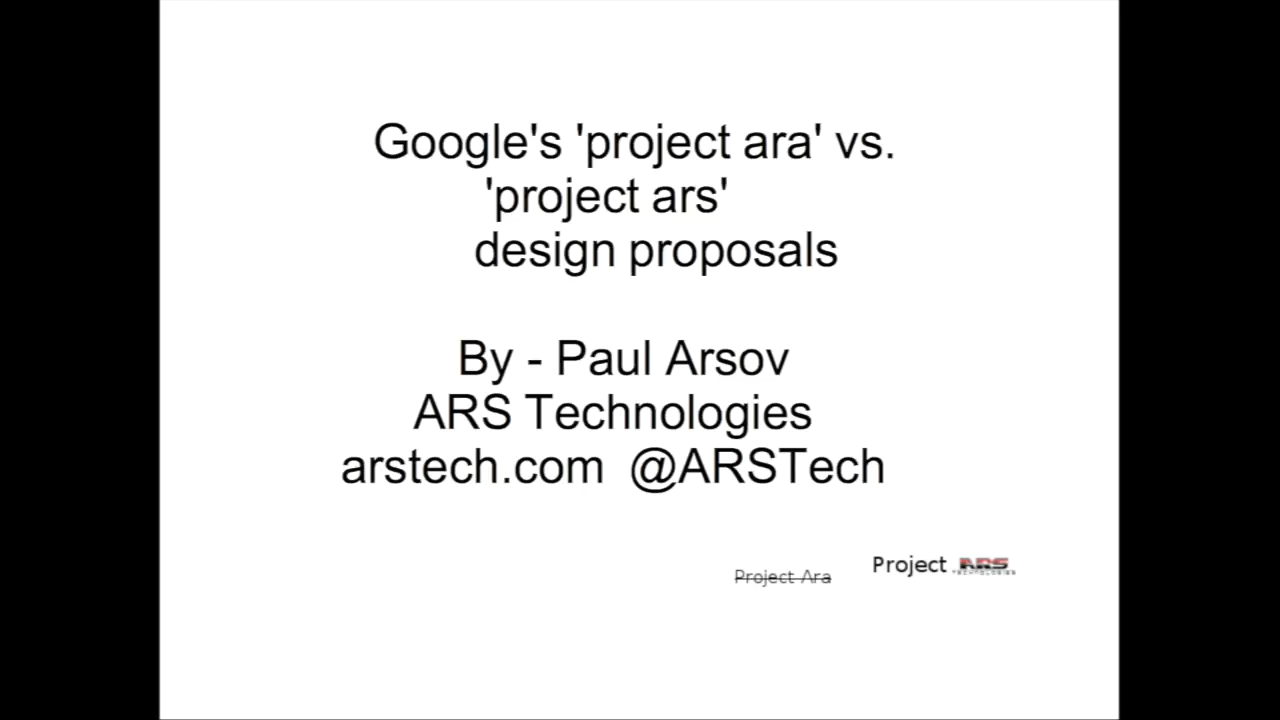 Google's 'project ara' vs.
'project ars'
design proposals
By - Paul Arsov
ARS Technologies
arstech.com @ARSTech
Project Ara
Project ARS
TECHNOLOGIES